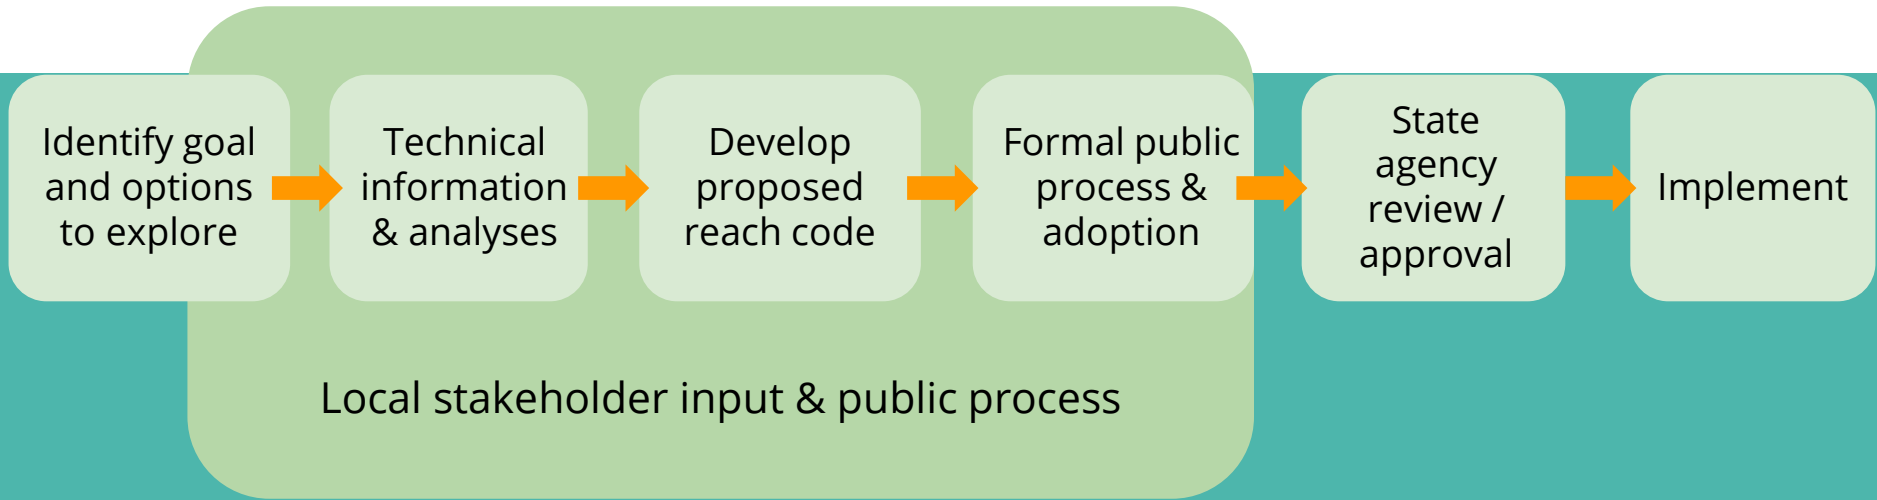 Identify goal
and options
to explore
Technical
information
& analyses
Develop
proposed
reach code
Formal public
process &
adoption
State
agency
review /
approval
Implement
Local stakeholder input & public process